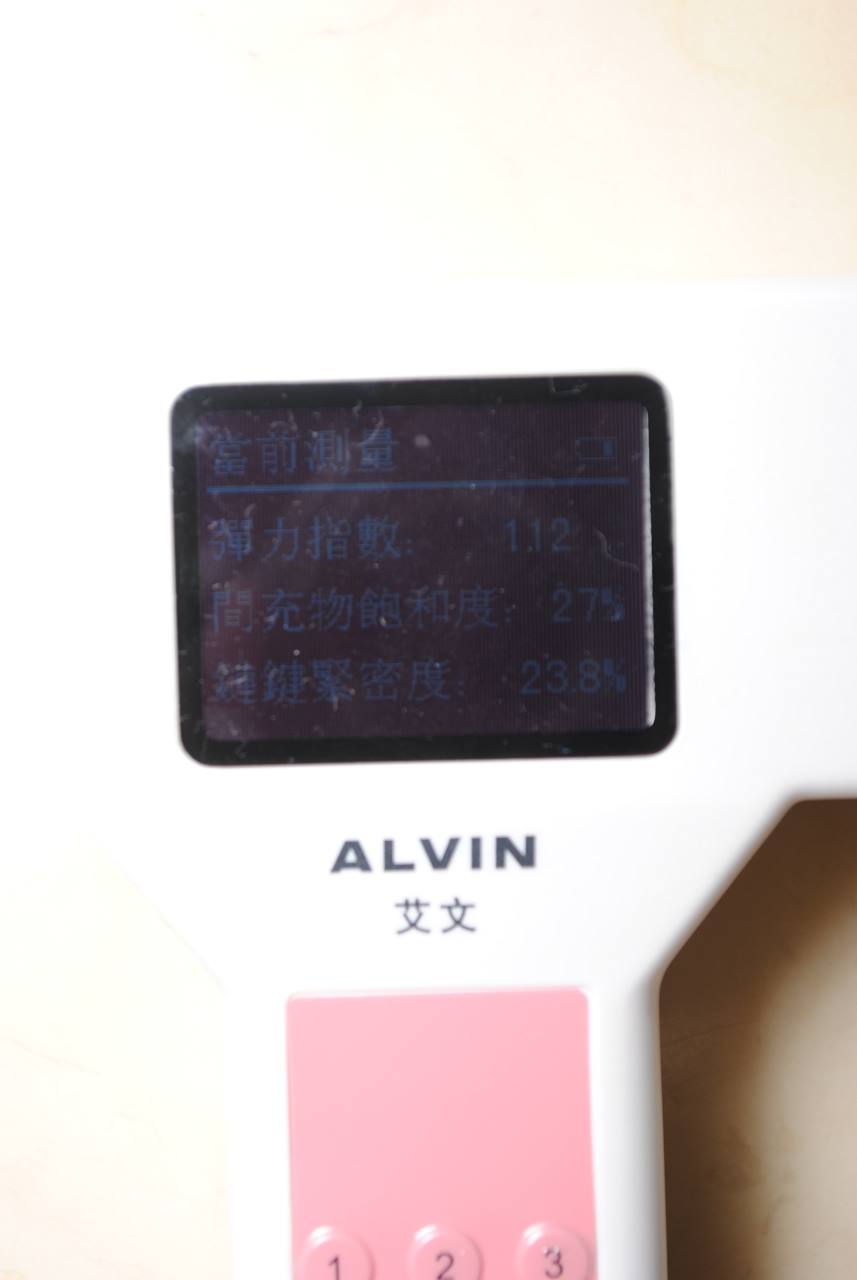 當前測量
彈力指數: 1.12
間充物飽和度: 27%
鏈鍵緊密度: 23.8%
ALVIN
艾文
1 2 3